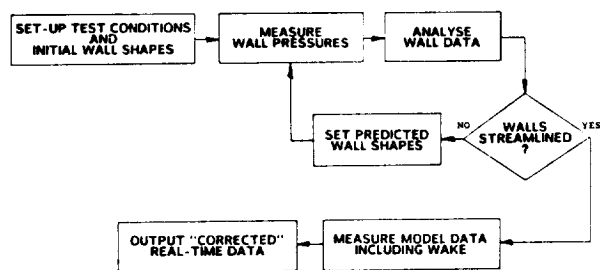 SET-UP TEST CONDITIONS
AND
INITIAL WALL SHAPES
MEASURE
WALL PRESSURES
ANALYSE
WALL DATA
WALLS
STREAMLINED
?
NO
YES
SET PREDICTED
WALL SHAPES
MEASURE MODEL DATA
INCLUDING WAKE
OUTPUT "CORRECTED"
REAL-TIME DATA